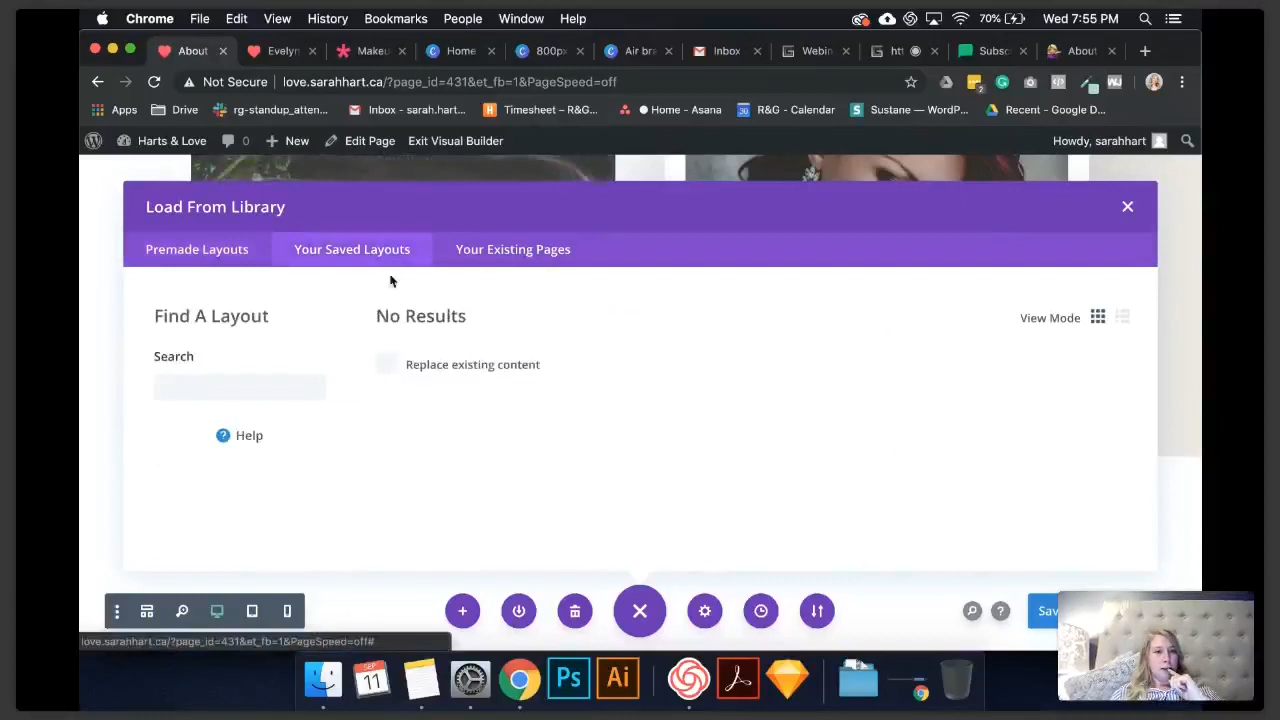 Chrome File Edit View History Bookmarks People Window Help 70% Wed 7:55 PM
About Evelyn Makeu Home 800px Air bre Inbox Webin htt Subsc About
Not Secure love.sarahhart.ca/?page_id=431&et_fb=1&PageSpeed=off
Apps Drive rg-standup_atten... Inbox - sarah.hart... Timesheet – R&G... Home - Asana R&G - Calendar Sustane — WordP... Recent - Google D...
Harts & Love 0 New Edit Page Exit Visual Builder Howdy, sarahhart
Load From Library
Premade Layouts Your Saved Layouts Your Existing Pages
Find A Layout No Results View Mode
Search
Replace existing content
? Help
?
Sav
love.sarahhart.ca/?page_id=431&et_fb=1&PageSpeed=off#
SEP
11
Ps Ai